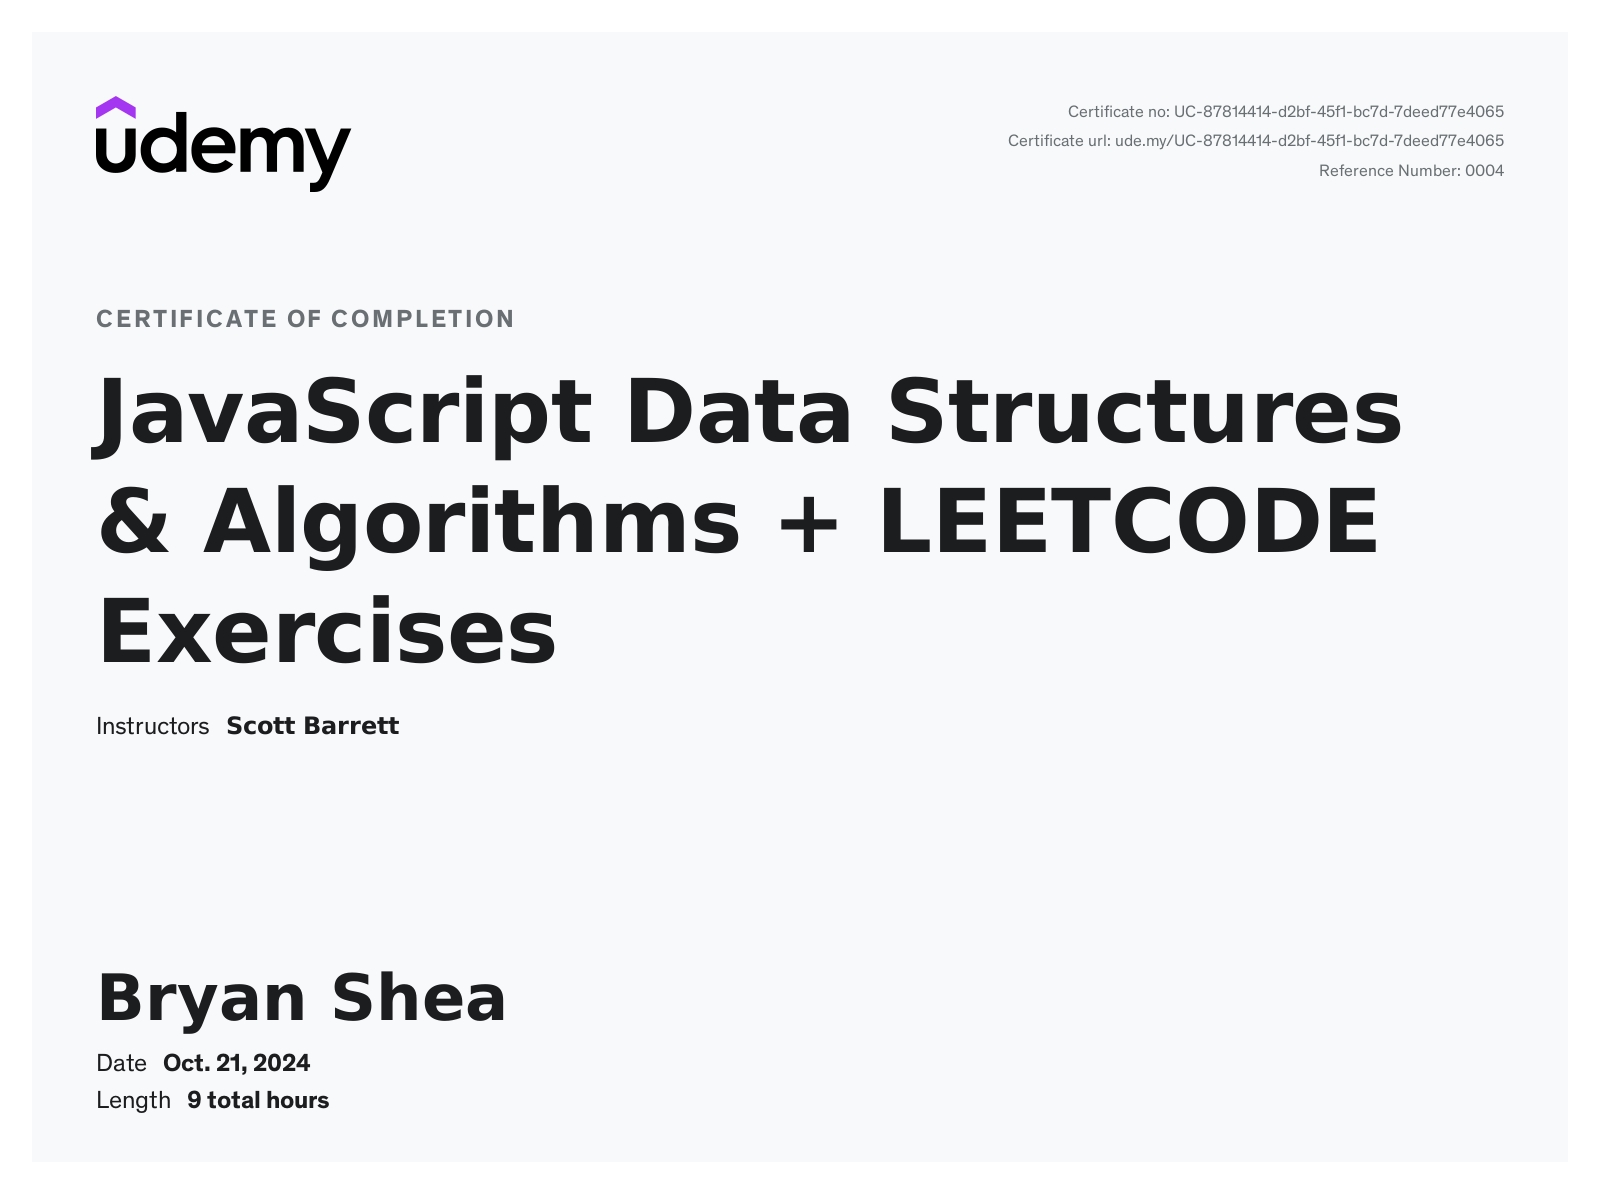 udemy
Certificate no: UC-87814414-d2bf-45f1-bc7d-7deed77e4065
Certificate url: ude.my/UC-87814414-d2bf-45f1-bc7d-7deed77e4065
Reference Number: 0004
CERTIFICATE OF COMPLETION
JavaScript Data Structures
& Algorithms + LEETCODE
Exercises
Instructors Scott Barrett
Bryan Shea
Date Oct. 21, 2024
Length 9 total hours